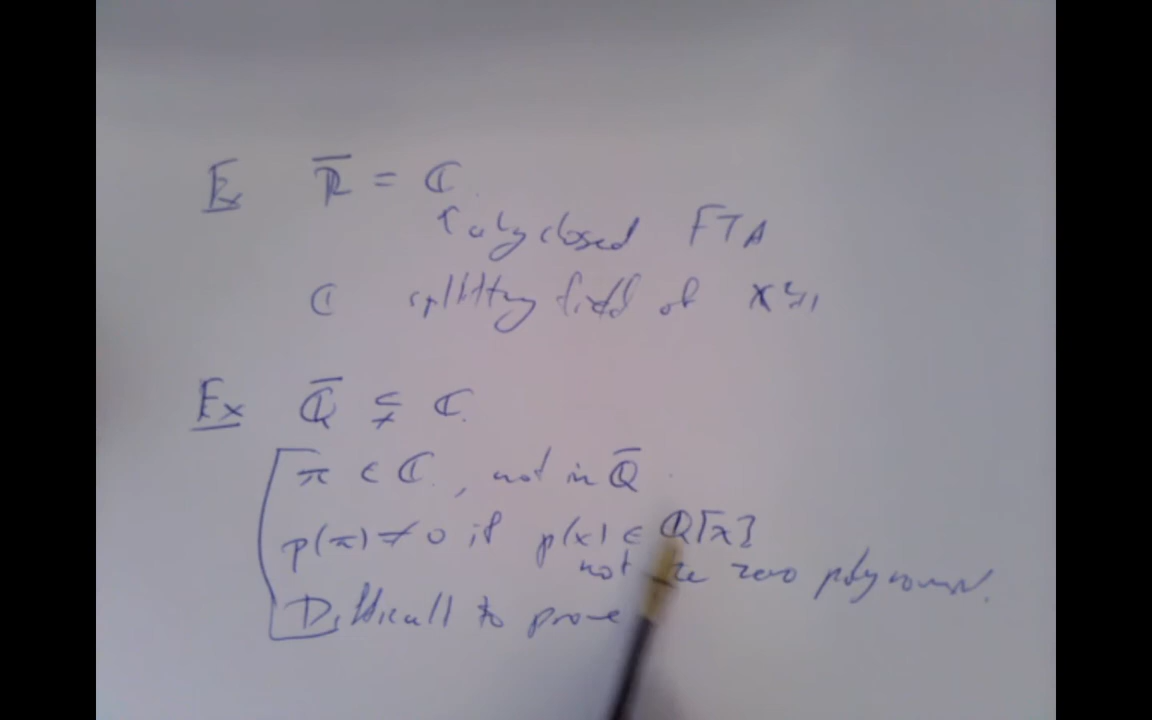 Ex R̄ = ℂ
alg closed FTA
ℂ splitting field of x²+1
Ex ℚ̄ ⊊ ℂ.
π ∈ ℂ, not in ℚ̄.
p(π) ≠ 0 if p(x) ∈ ℚ[x]
not the zero polynomial.
Difficult to prove